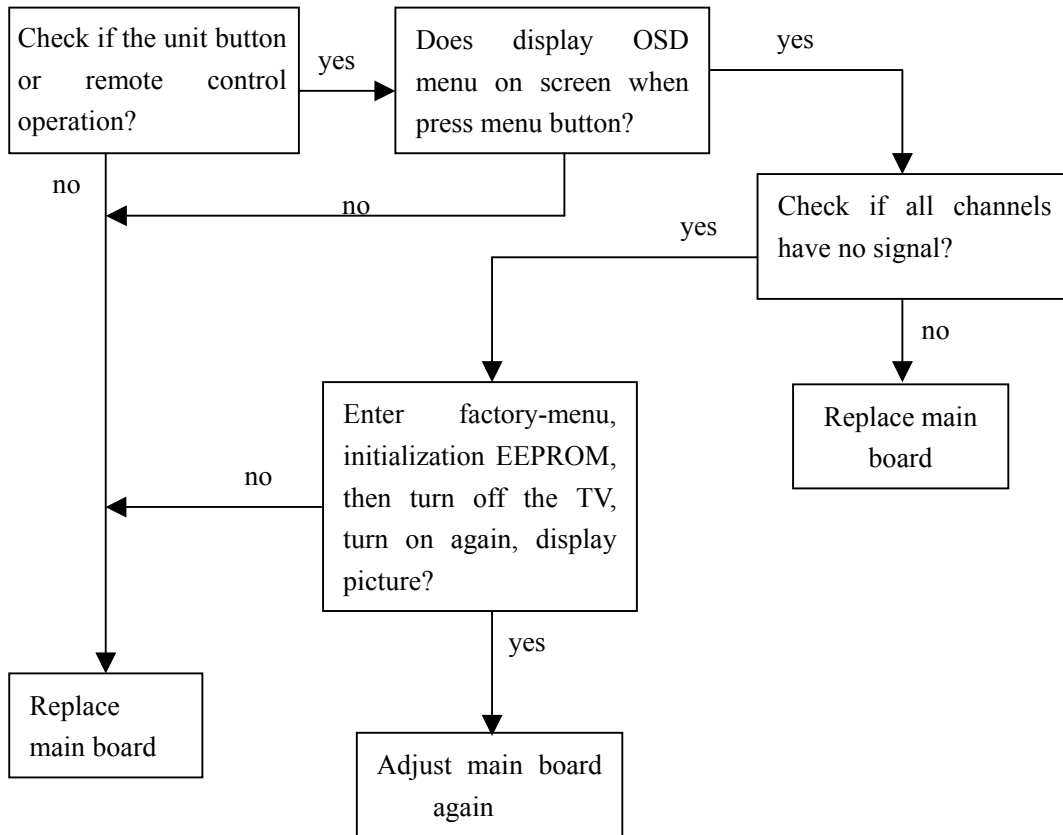 Check if the unit button
or remote control
operation?
yes
Does display OSD
menu on screen when
press menu button?
yes
no
no
Check if all channels
have no signal?
yes
no
Enter factory-menu,
initialization EEPROM,
then turn off the TV,
turn on again, display
picture?
no
Replace main
board
yes
Replace
main board
Adjust main board
again